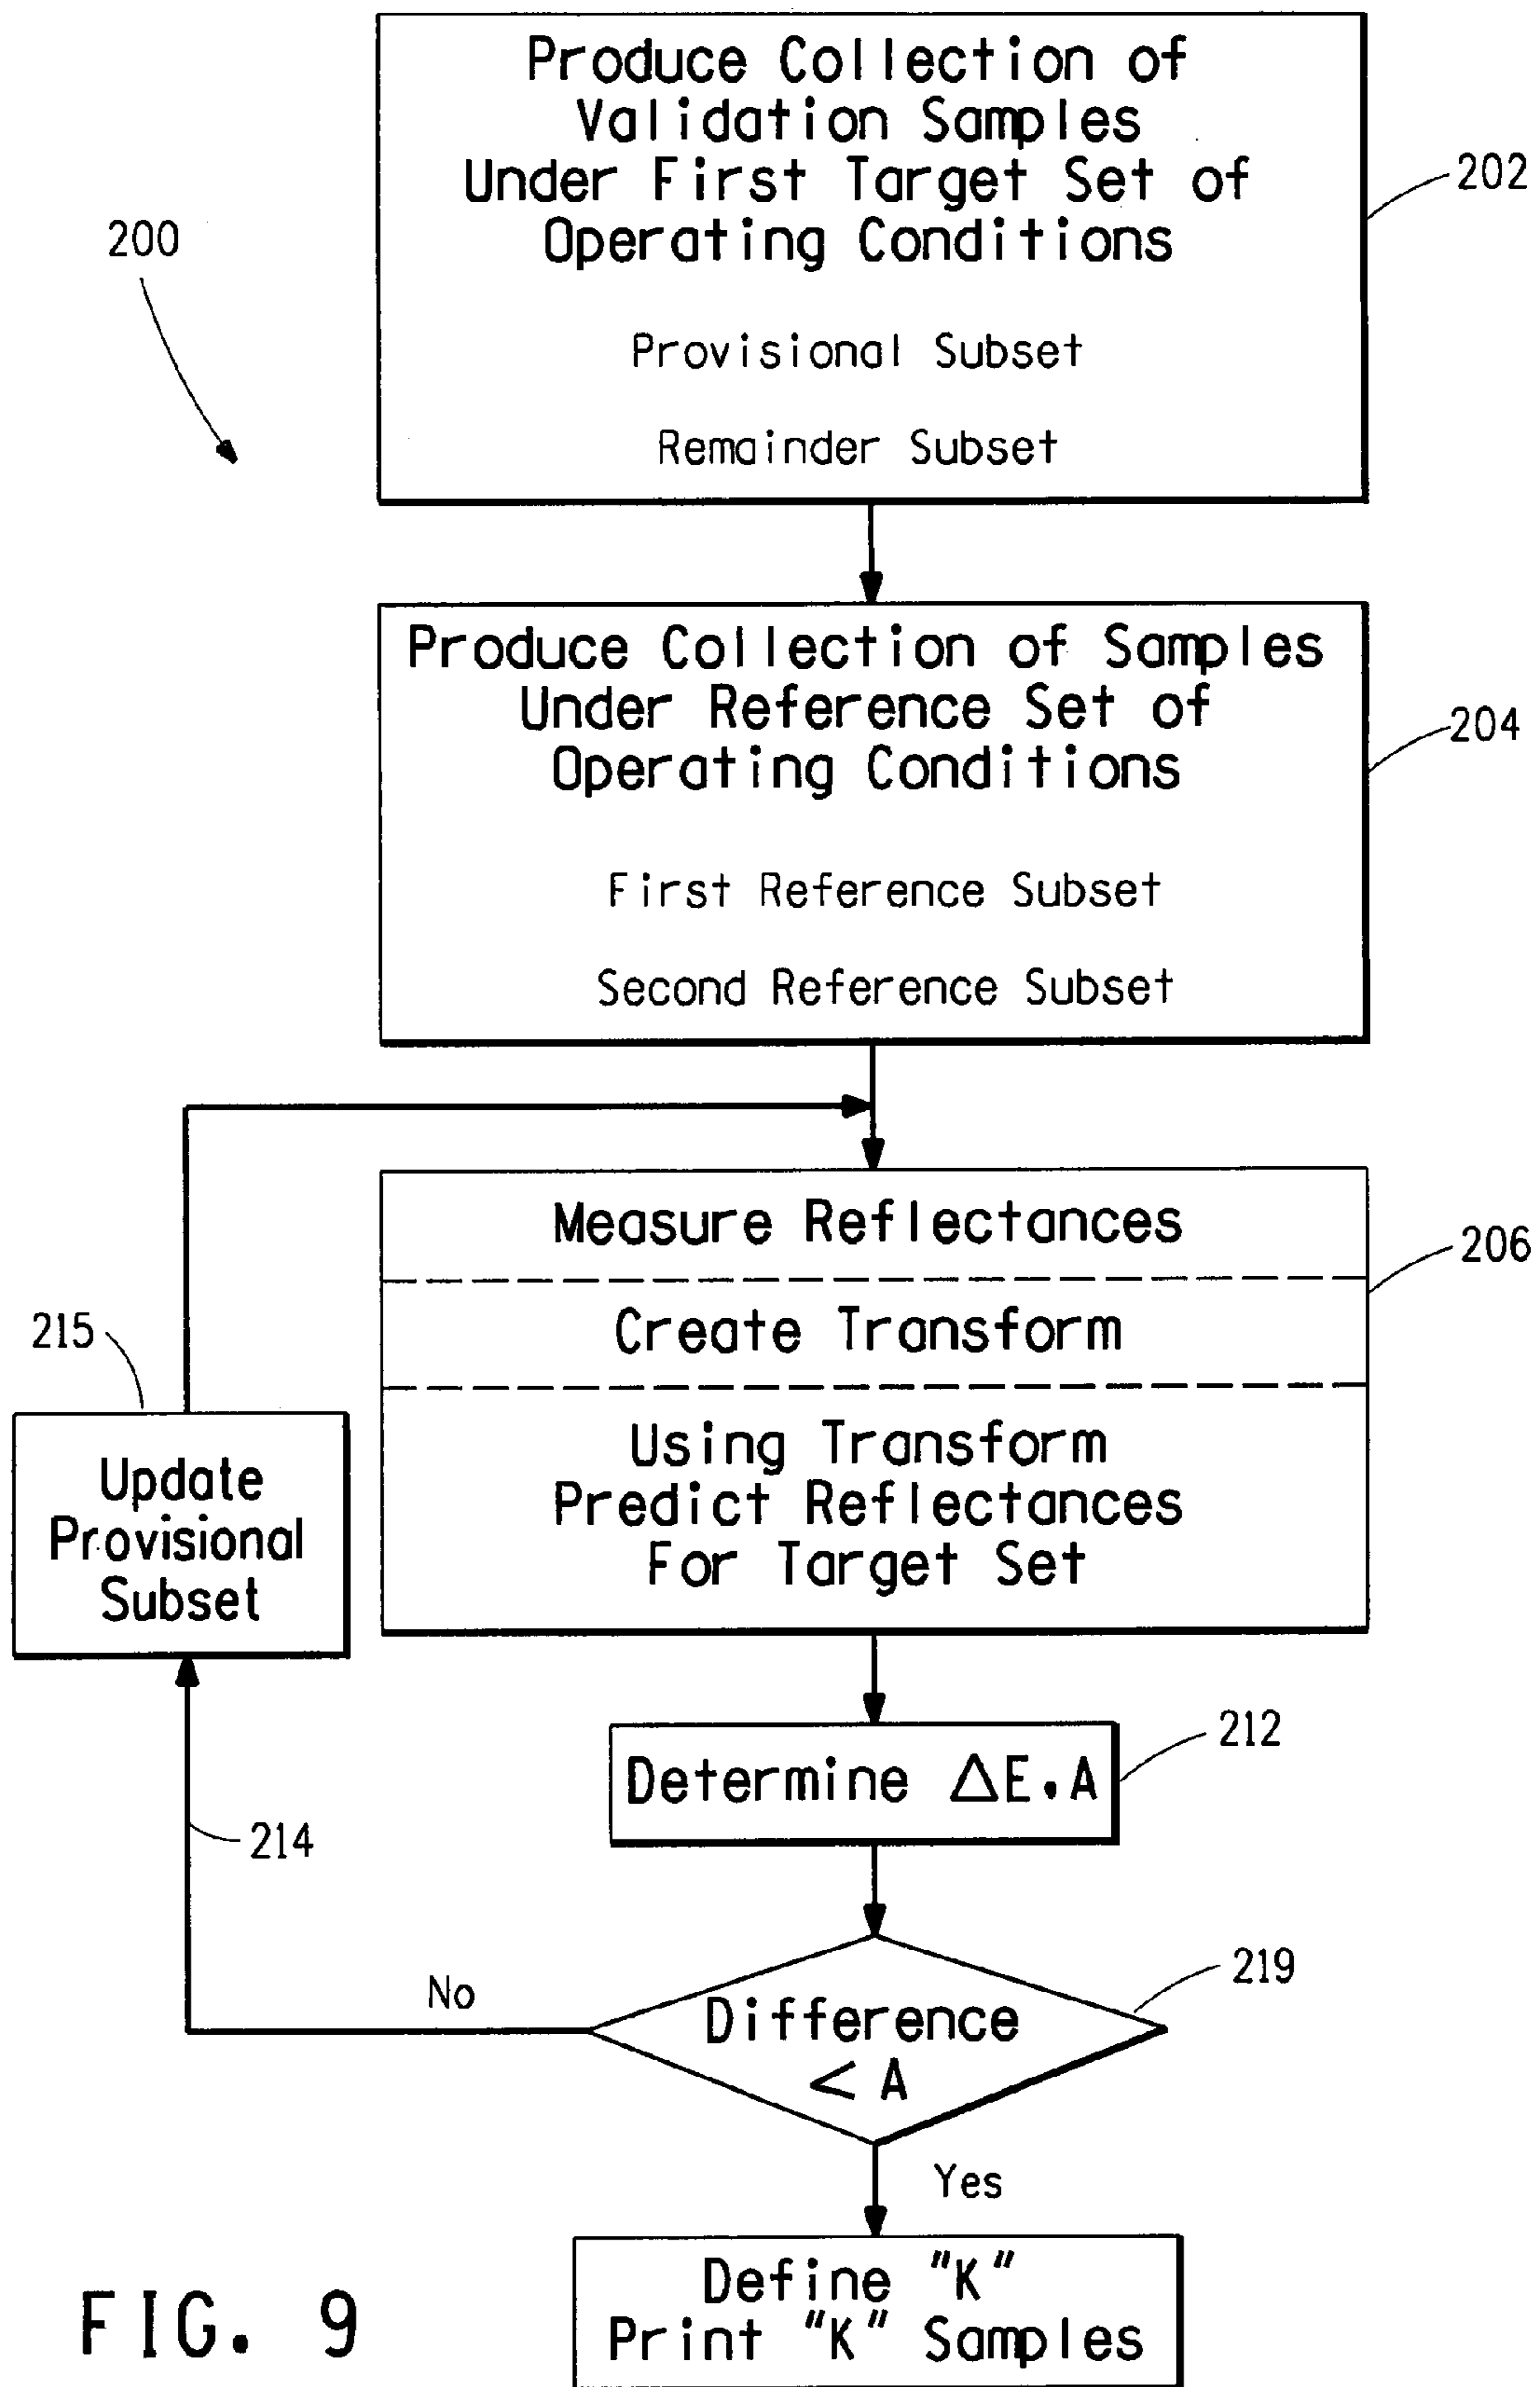 Produce Collection of
Validation Samples
Under First Target Set of
Operating Conditions
Provisional Subset
Remainder Subset
202
200
Produce Collection of Samples
Under Reference Set of
Operating Conditions
First Reference Subset
Second Reference Subset
204
Measure Reflectances
Create Transform
Using Transform
Predict Reflectances
For Target Set
206
215
Update
Provisional
Subset
Determine ΔE.A
212
214
No
Difference
< A
219
Yes
Define "K"
Print "K" Samples
FIG. 9